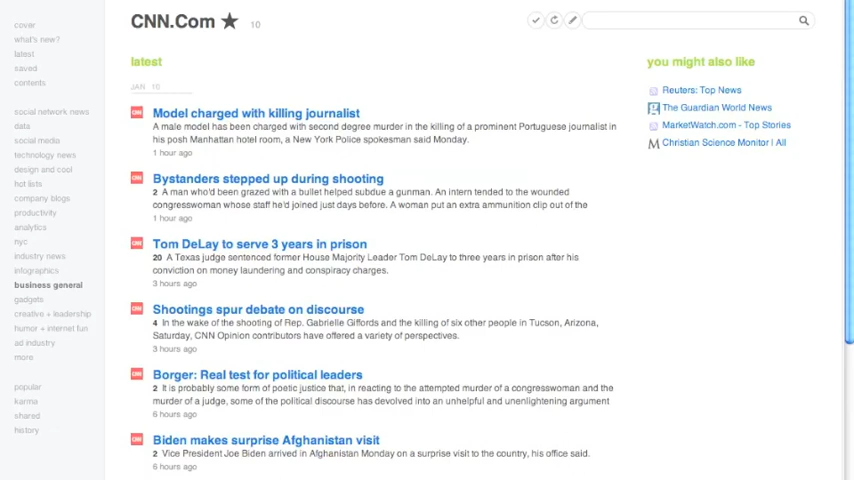 cover
what's new?
latest
saved
contents
social network news
data
social media
technology news
design and cool
hot lists
company blogs
productivity
analytics
nyc
industry news
infographics
business general
gadgets
creative + leadership
humor + internet fun
ad industry
more
popular
karma
shared
history
CNN.Com ★ 10
latest
JAN 10
CNN Model charged with killing journalist
A male model has been charged with second degree murder in the killing of a prominent Portuguese journalist in
his posh Manhattan hotel room, a New York Police spokesman said Monday.
1 hour ago
CNN Bystanders stepped up during shooting
2 A man who'd been grazed with a bullet helped subdue a gunman. An intern tended to the wounded
congresswoman whose staff he'd joined just days before. A woman put an extra ammunition clip out of the
1 hour ago
CNN Tom DeLay to serve 3 years in prison
20 A Texas judge sentenced former House Majority Leader Tom DeLay to three years in prison after his
conviction on money laundering and conspiracy charges.
3 hours ago
CNN Shootings spur debate on discourse
4 In the wake of the shooting of Rep. Gabrielle Giffords and the killing of six other people in Tucson, Arizona,
Saturday, CNN Opinion contributors have offered a variety of perspectives.
3 hours ago
CNN Borger: Real test for political leaders
2 It is probably some form of poetic justice that, in reacting to the attempted murder of a congresswoman and the
murder of a judge, some of the political discourse has devolved into an unhelpful and unenlightening argument
6 hours ago
CNN Biden makes surprise Afghanistan visit
2 Vice President Joe Biden arrived in Afghanistan Monday on a surprise visit to the country, his office said.
6 hours ago
you might also like
Reuters: Top News
The Guardian World News
MarketWatch.com - Top Stories
M Christian Science Monitor | All